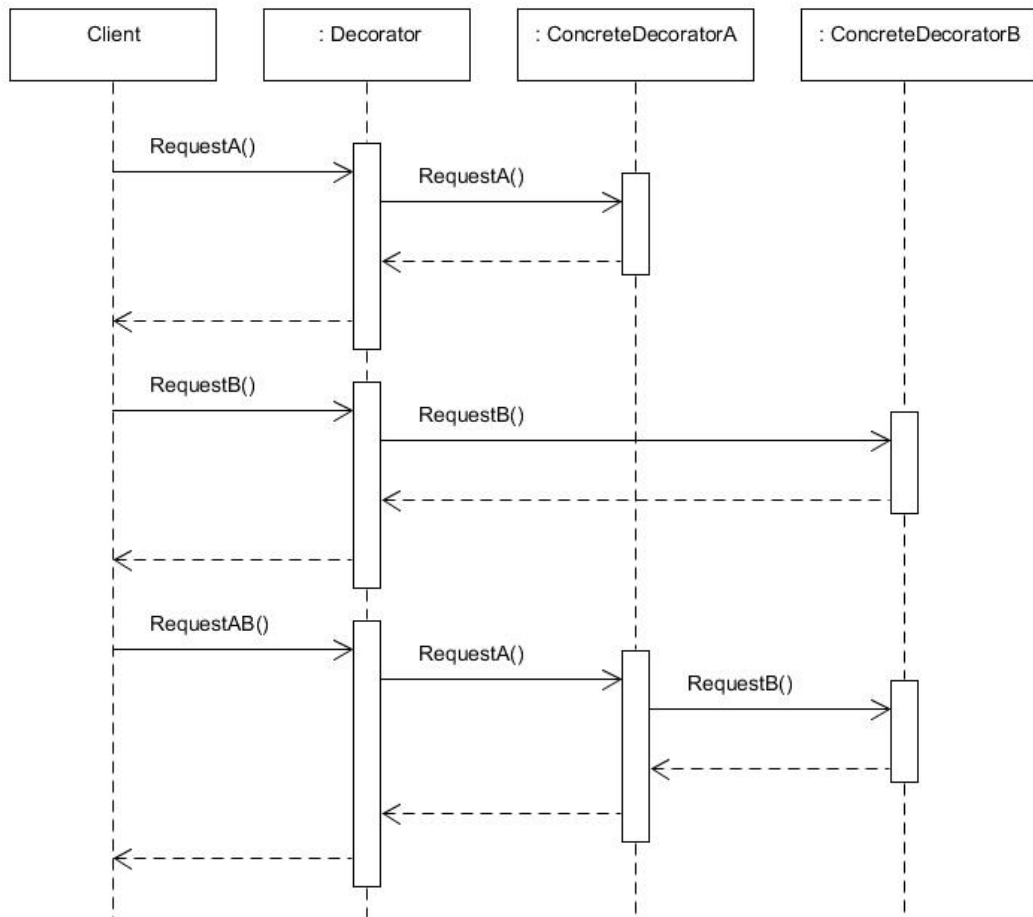 Client
: Decorator
: ConcreteDecoratorA
: ConcreteDecoratorB
RequestA()
RequestA()
RequestB()
RequestB()
RequestAB()
RequestA()
RequestB()